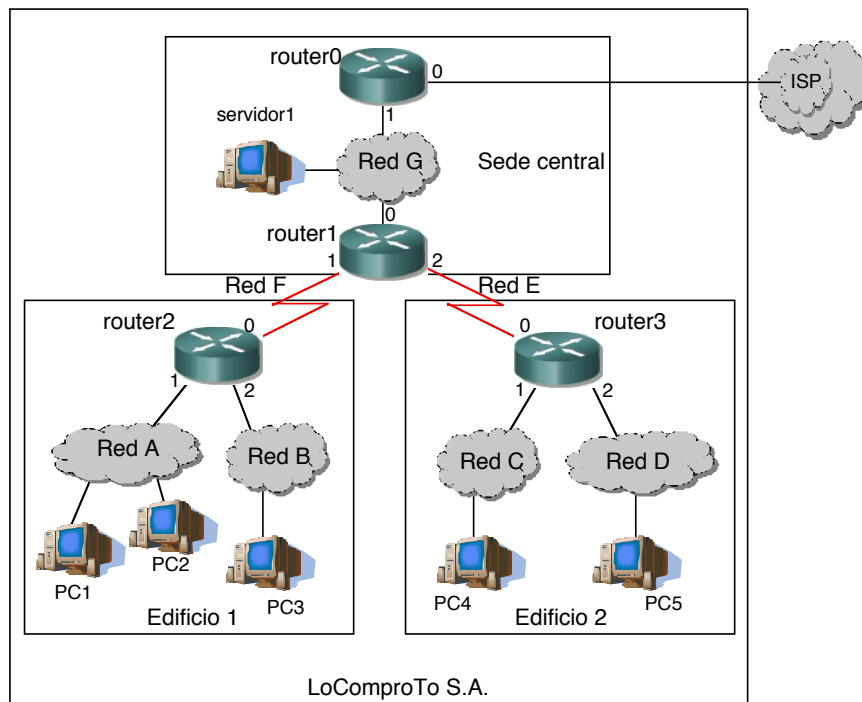 router0
0
ISP
1
servidor1
Red G
Sede central
0
router1
1
2
Red F
Red E
router2
0
0
router3
1
2
1
2
Red A
Red B
Red C
Red D
PC1
PC2
PC3
PC4
PC5
Edificio 1
Edificio 2
LoComproTo S.A.